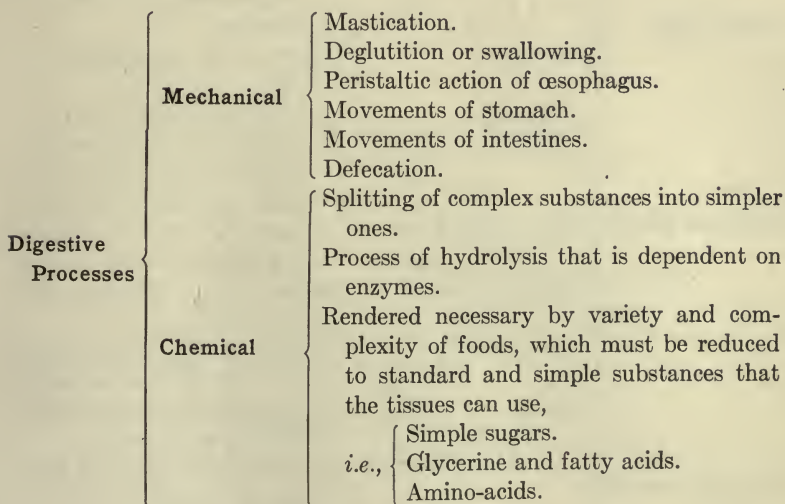 Digestive
Processes
Mechanical
Mastication.
Deglutition or swallowing.
Peristaltic action of œsophagus.
Movements of stomach.
Movements of intestines.
Defecation.
Chemical
Splitting of complex substances into simpler
ones.
Process of hydrolysis that is dependent on
enzymes.
Rendered necessary by variety and com-
plexity of foods, which must be reduced
to standard and simple substances that
the tissues can use,
i.e.,
Simple sugars.
Glycerine and fatty acids.
Amino-acids.